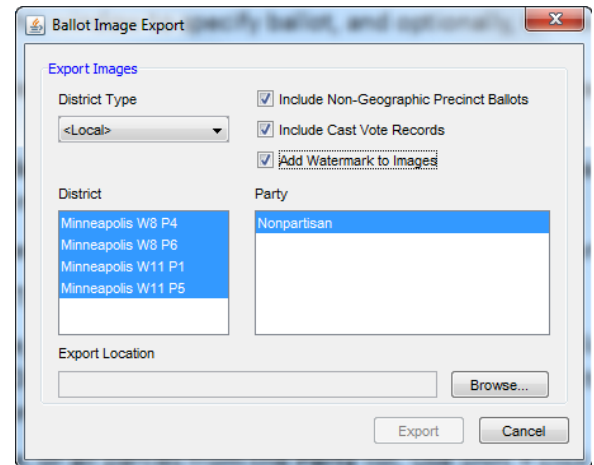 Ballot Image Export
Export Images
District Type
<Local>
Include Non-Geographic Precinct Ballots
Include Cast Vote Records
Add Watermark to Images
District
Minneapolis W8 P4
Minneapolis W8 P6
Minneapolis W11 P1
Minneapolis W11 P5
Party
Nonpartisan
Export Location
Browse...
Export
Cancel